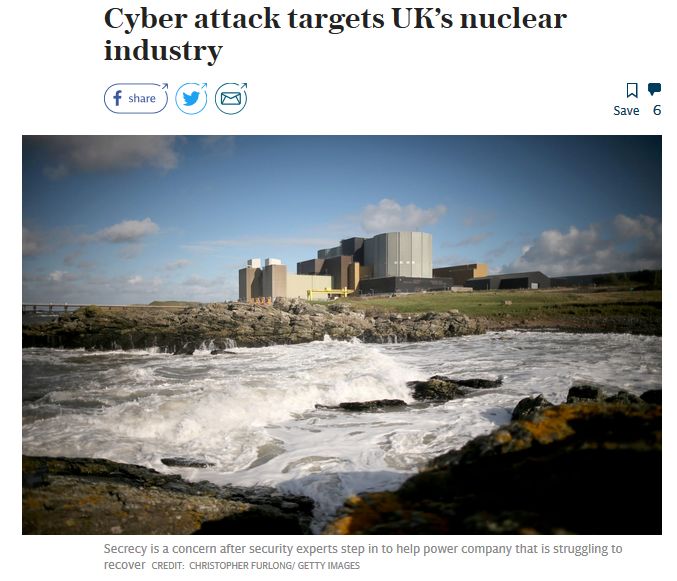 Cyber attack targets UK’s nuclear
industry
share
Save 6
Secrecy is a concern after security experts step in to help power company that is struggling to
recover CREDIT: CHRISTOPHER FURLONG/ GETTY IMAGES